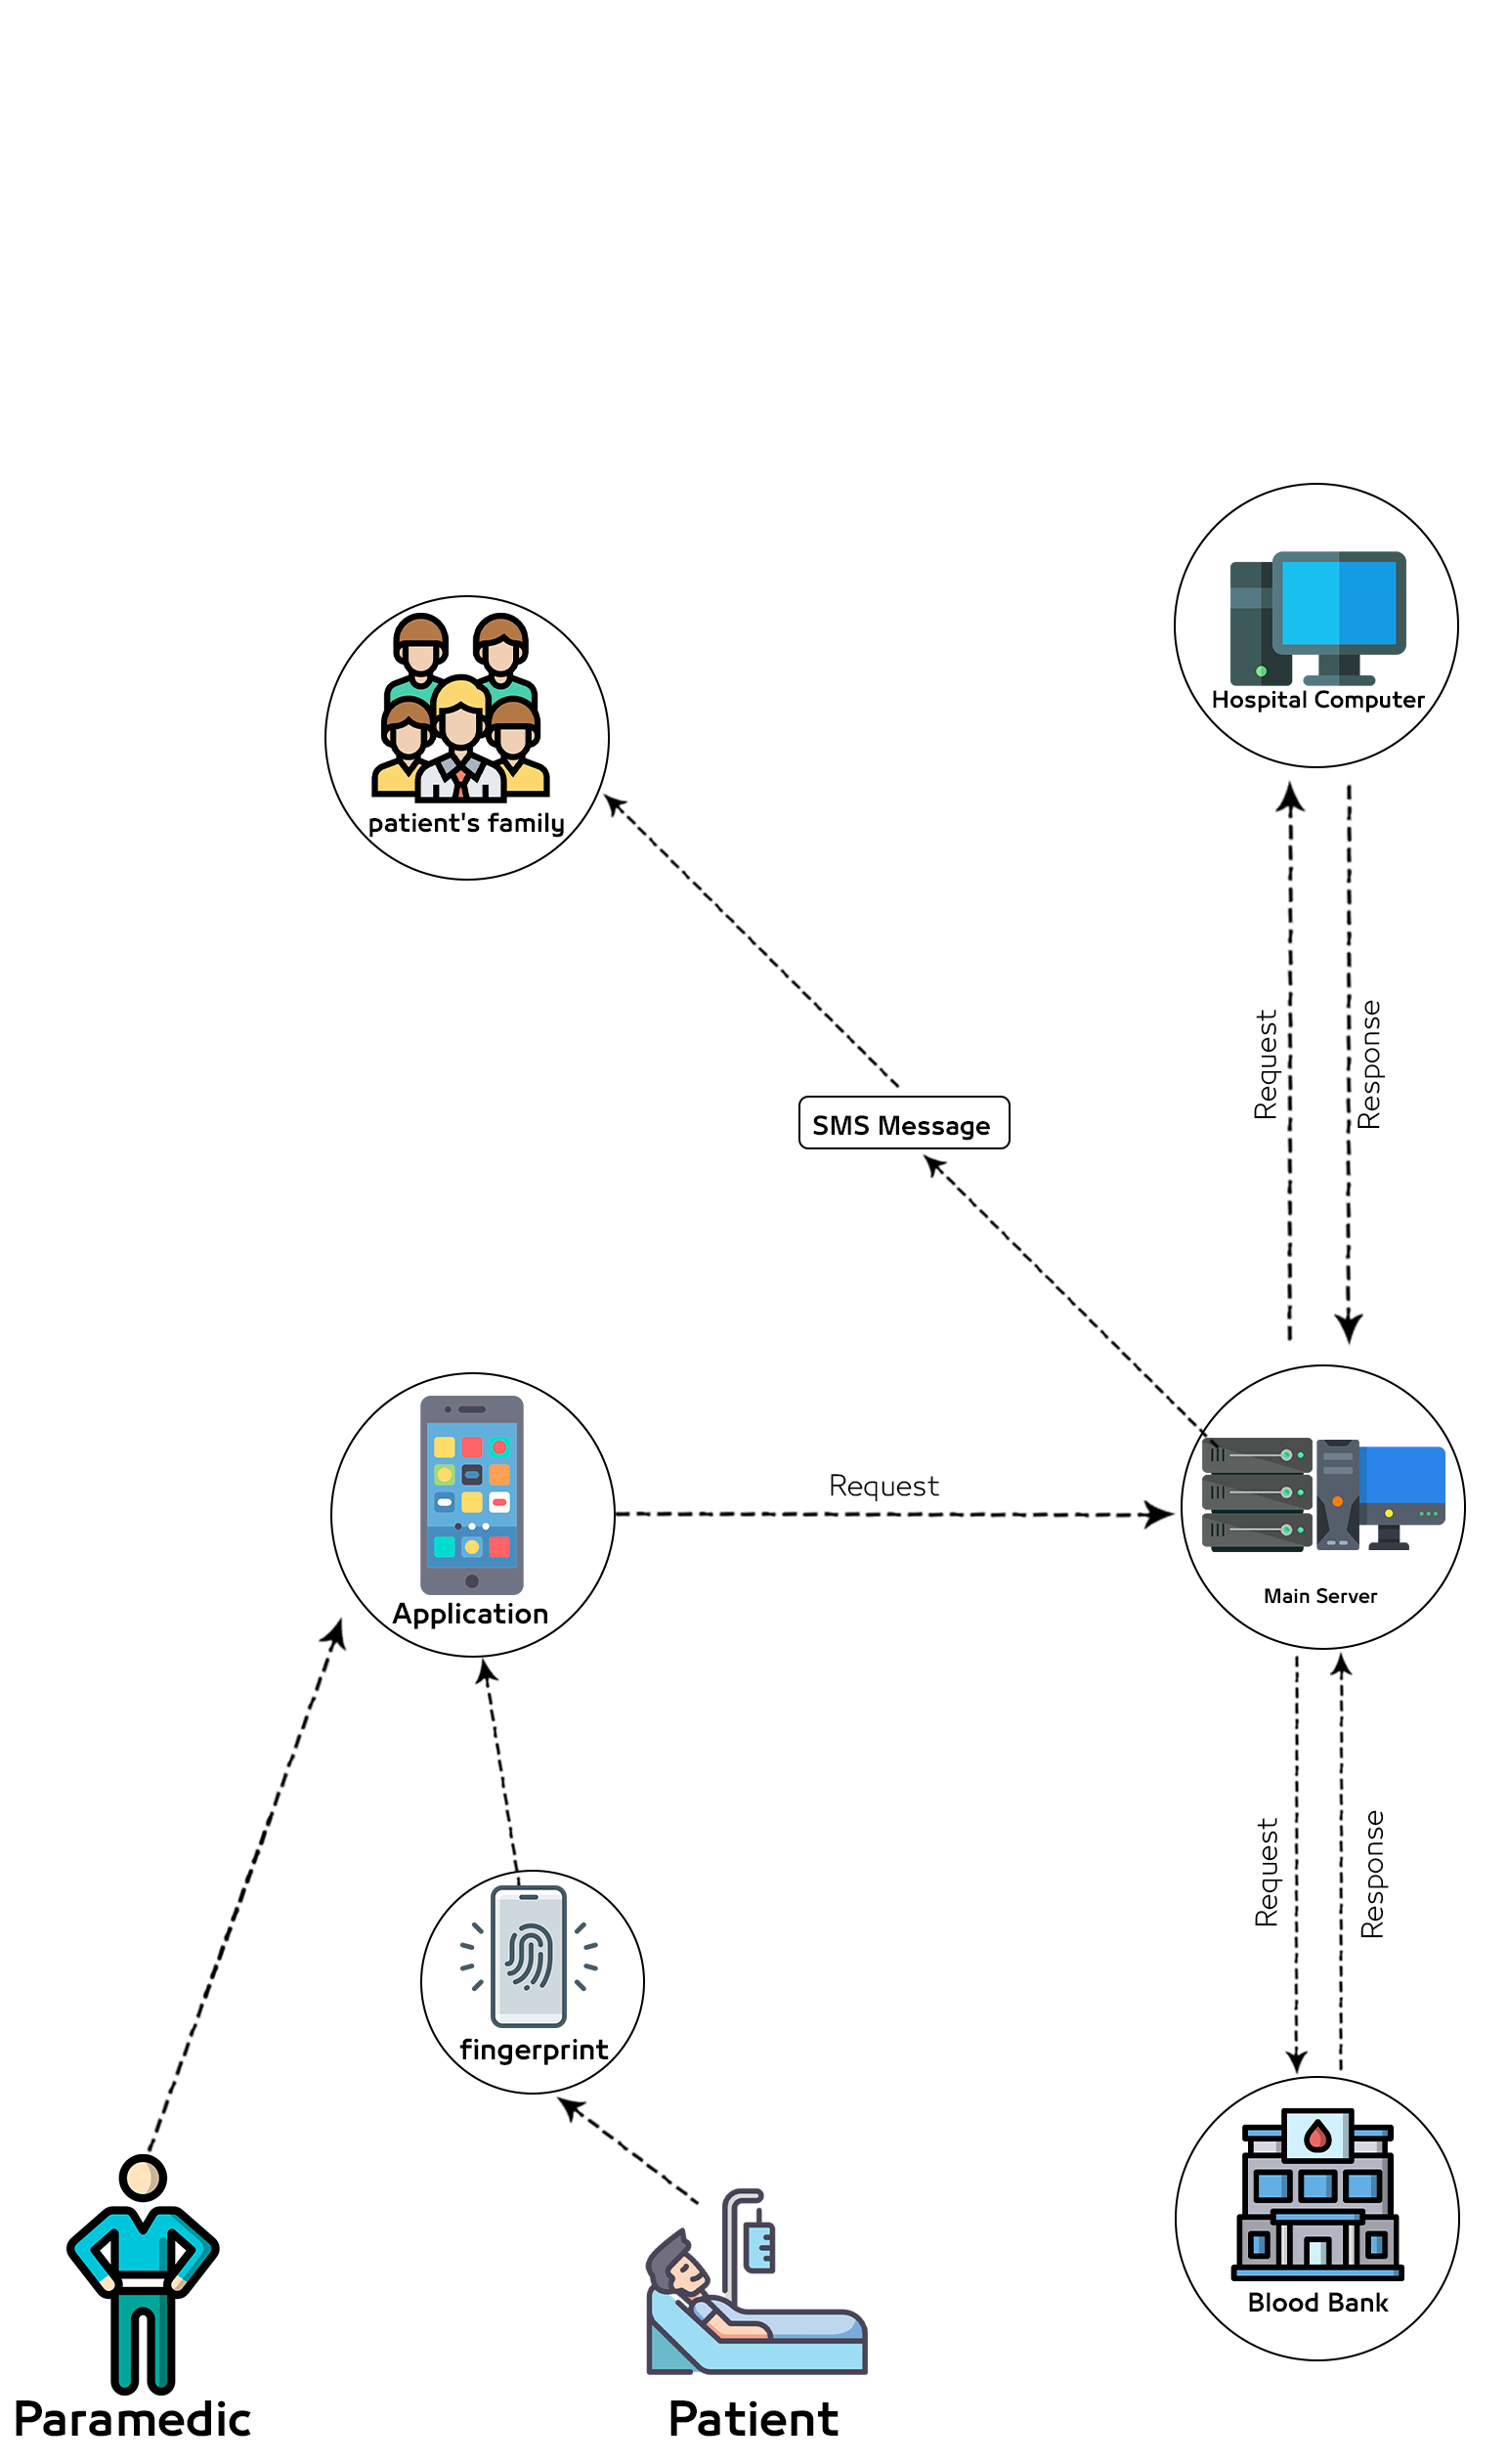 Hospital Computer
patient's family
Request
Response
SMS Message
Request
Application
Main Server
Request
Response
fingerprint
Blood Bank
Paramedic
Patient